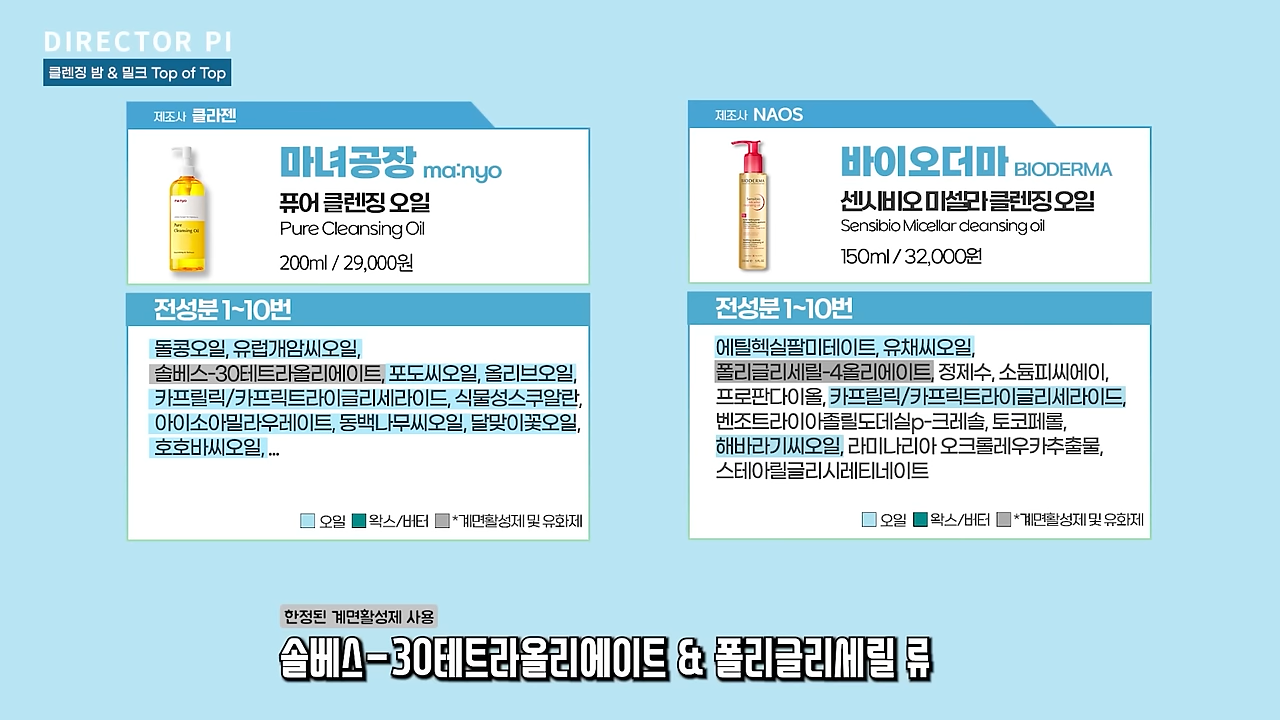 DIRECTOR PI
클렌징 밤 & 밀크 Top of Top
제조사 클라젠
마녀공장 ma:nyo
퓨어 클렌징 오일
Pure Cleansing Oil
200ml / 29,000원
전성분 1~10번
돌콩오일, 유럽개암씨오일,
솔베스-30테트라올리에이트, 포도씨오일, 올리브오일,
카프릴릭/카프릭트라이글리세라이드, 식물성스쿠알란,
아이소아밀라우레이트, 동백나무씨오일, 달맞이꽃오일,
호호바씨오일, ...
오일 왁스/버터 *계면활성제 및 유화제
제조사 NAOS
바이오더마 BIODERMA
센시비오 미셀라 클렌징 오일
Sensibio Micellar cleansing oil
150ml / 32,000원
전성분 1~10번
에틸헥실팔미테이트, 유채씨오일,
폴리글리세릴-4올리에이트, 정제수, 소듐피씨에이,
프로판다이올, 카프릴릭/카프릭트라이글리세라이드,
벤조트라이아졸릴도데실p-크레솔, 토코페롤,
해바라기씨오일, 라미나리아 오크롤레우카추출물,
스테아릴글리시레티네이트
오일 왁스/버터 *계면활성제 및 유화제
한정된 계면활성제 사용
솔베스-30테트라올리에이트 & 폴리글리세릴 류